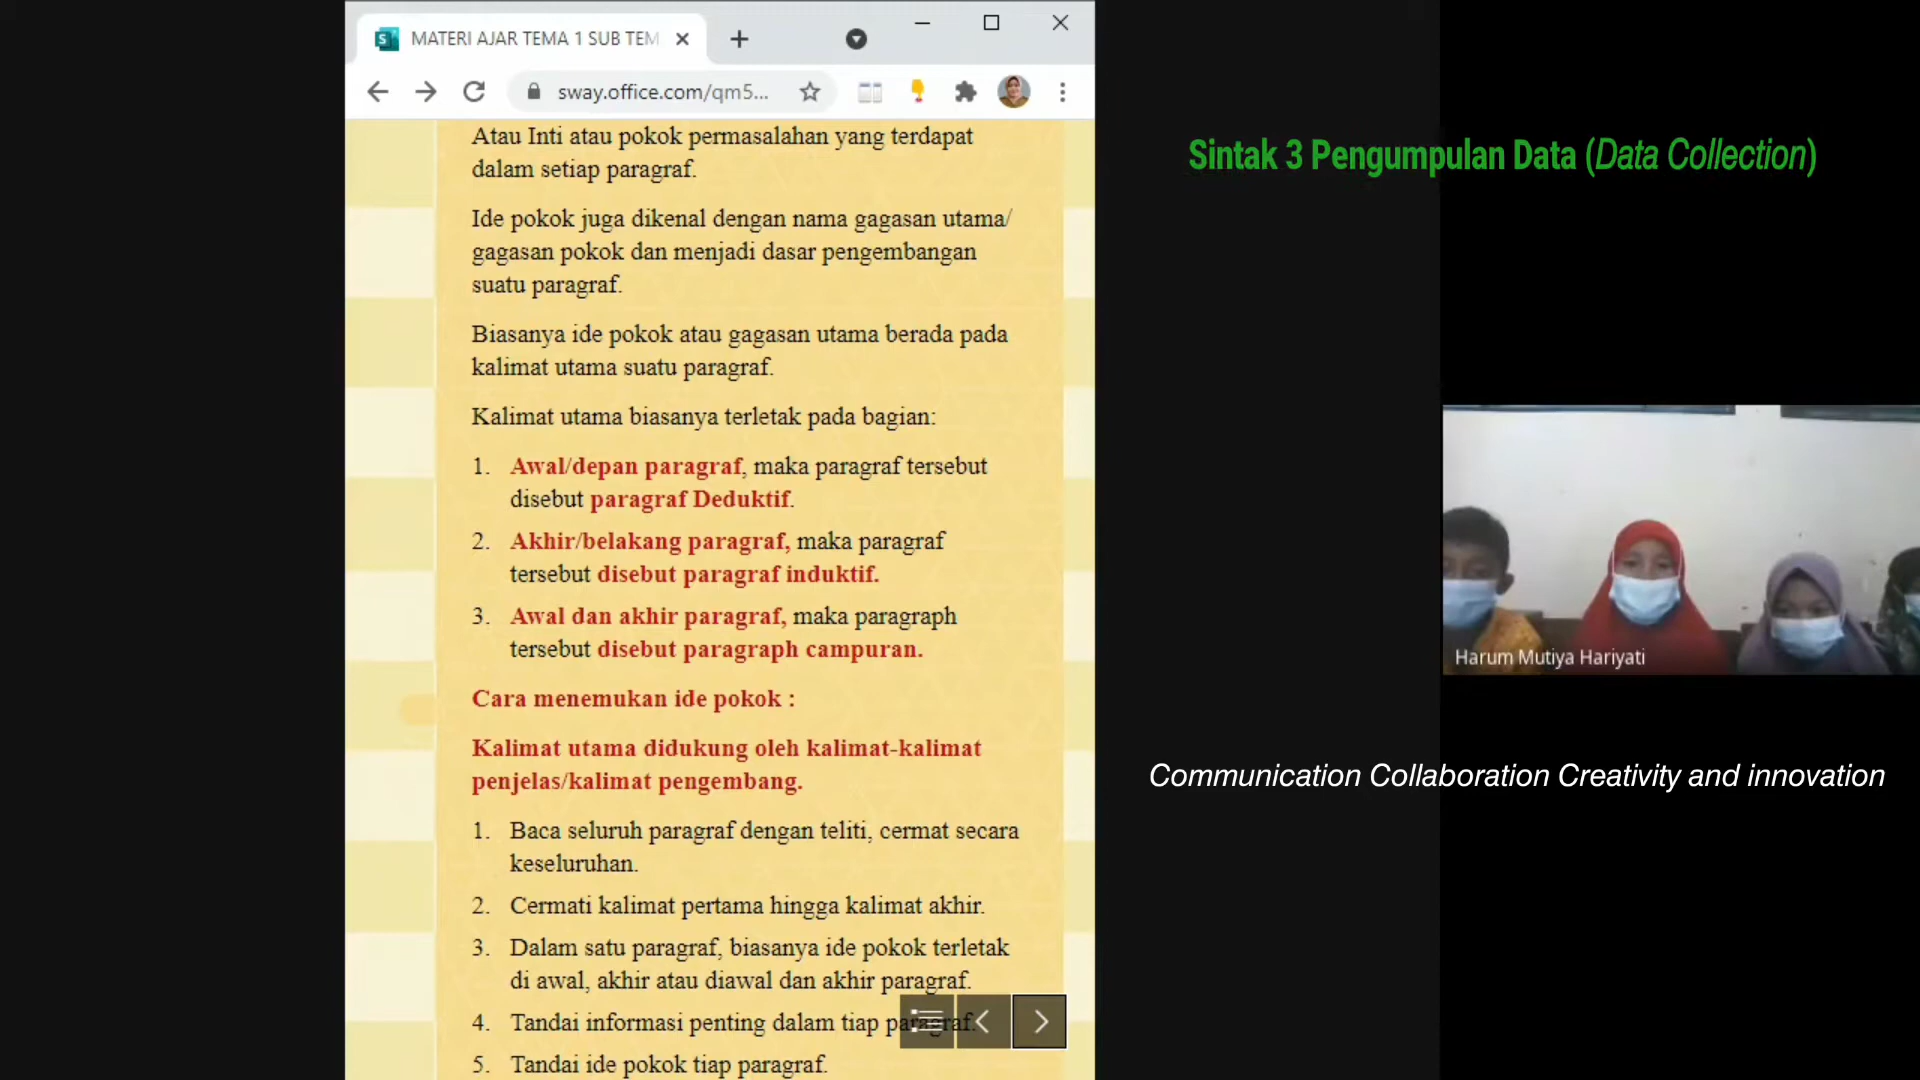 MATERI AJAR TEMA 1 SUB TEM
sway.office.com/qm5...
Atau Inti atau pokok permasalahan yang terdapat
dalam setiap paragraf.
Ide pokok juga dikenal dengan nama gagasan utama/
gagasan pokok dan menjadi dasar pengembangan
suatu paragraf.
Biasanya ide pokok atau gagasan utama berada pada
kalimat utama suatu paragraf.
Kalimat utama biasanya terletak pada bagian:
1. Awal/depan paragraf, maka paragraf tersebut
disebut paragraf Deduktif.
2. Akhir/belakang paragraf, maka paragraf
tersebut disebut paragraf induktif.
3. Awal dan akhir paragraf, maka paragraph
tersebut disebut paragraph campuran.
Cara menemukan ide pokok :
Kalimat utama didukung oleh kalimat-kalimat
penjelas/kalimat pengembang.
1. Baca seluruh paragraf dengan teliti, cermat secara
keseluruhan.
2. Cermati kalimat pertama hingga kalimat akhir.
3. Dalam satu paragraf, biasanya ide pokok terletak
di awal, akhir atau diawal dan akhir paragraf.
4. Tandai informasi penting dalam tiap paragraf.
5. Tandai ide pokok tiap paragraf.
Sintak 3 Pengumpulan Data (Data Collection)
Harum Mutiya Hariyati
Communication Collaboration Creativity and innovation